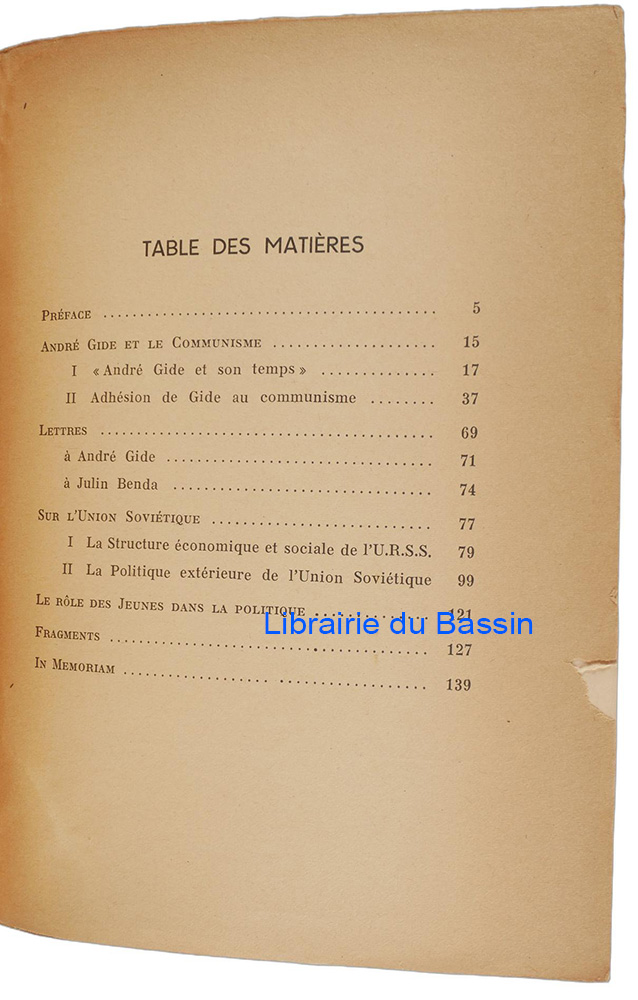 TABLE DES MATIÈRES
PRÉFACE ........................................ 5
ANDRÉ GIDE ET LE COMMUNISME .................... 15
I « André Gide et son temps » .............. 17
II Adhésion de Gide au communisme ........ 37
LETTRES ........................................ 69
à André Gide ................................. 71
à Julin Benda ................................ 74
SUR L'UNION SOVIÉTIQUE ........................... 77
I La Structure économique et sociale de l'U.R.S.S. 79
II La Politique extérieure de l'Union Soviétique 99
LE RÔLE DES JEUNES DANS LA POLITIQUE .............. 121
Librairie du Bassin
FRAGMENTS ...................................... 127
IN MEMORIAM .................................... 139